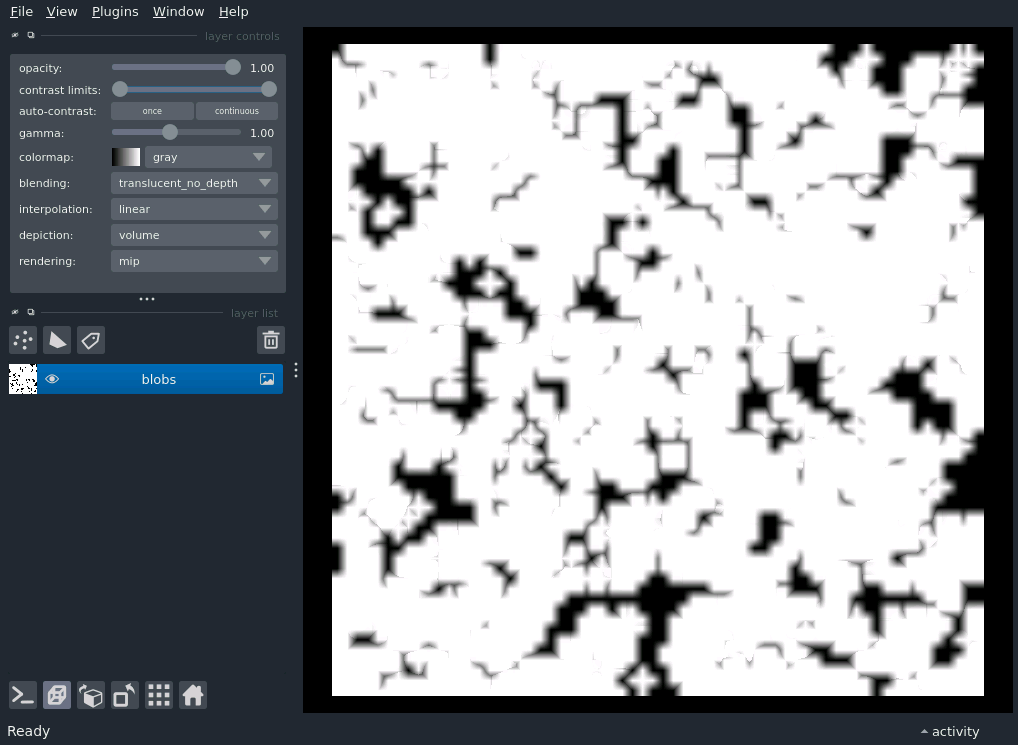 File View Plugins Window Help
layer controls
opacity: 1.00
contrast limits:
auto-contrast: once continuous
gamma: 1.00
colormap: gray
blending: translucent_no_depth
interpolation: linear
depiction: volume
rendering: mip
layer list
blobs
Ready
activity